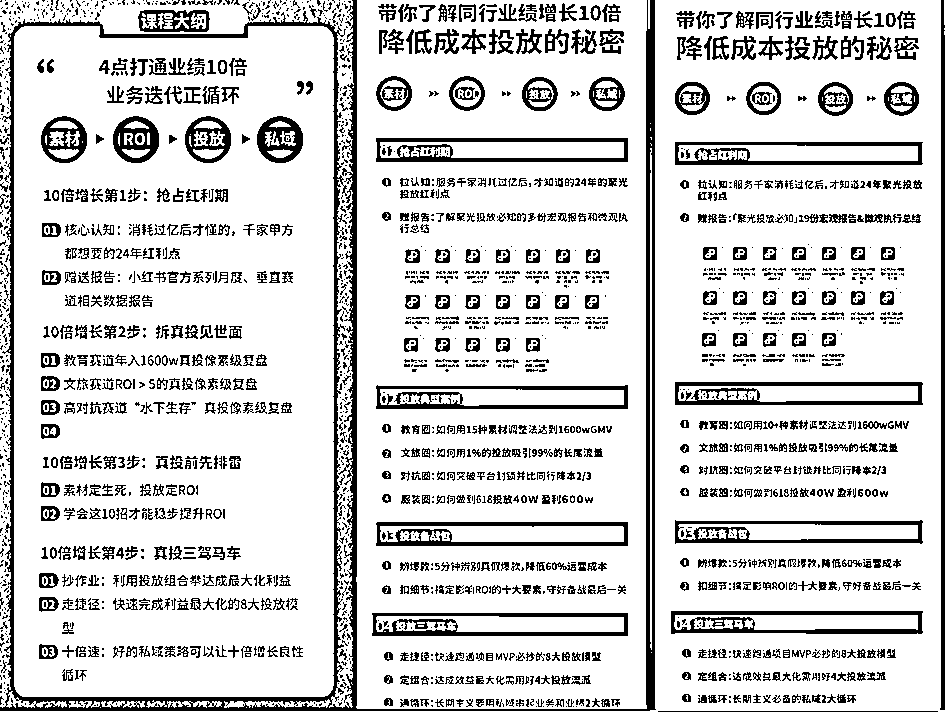 课程大纲
“
4点打通业绩10倍
业务迭代正循环
”
素材
ROI
投放
私域
10倍增长第1步：抢占红利期
01 核心认知：消耗过亿后才懂的，千家甲方
都想要的24年红利点
02 赠送报告：小红书官方系列月度、垂直赛
道相关数据报告
10倍增长第2步：拆真投见世面
01 教育赛道年入1600w真投像素级复盘
02 文旅赛道ROI > 5的真投像素级复盘
03 高对抗赛道“水下生存”真投像素级复盘
04
10倍增长第3步：真投前先排雷
01 素材定生死，投放定ROI
02 学会这10招才能稳步提升ROI
10倍增长第4步：真投三驾马车
01 抄作业：利用投放组合拳达成最大化利益
02 走捷径：快速完成利益最大化的8大投放模
型
03 十倍速：好的私域策略可以让十倍增长良性
循环
带你了解同行业绩增长10倍
降低成本投放的秘密
素材
ROI
投放
私域
01 抢占红利期
1 拉认知：服务千家消耗过亿后，才知道的24年的聚光
投放红利点
2 赠报告：了解聚光投放必知的多份宏观报告和微观执
行总结
02 投放典型案例
1 教育圈：如何用15种素材调整法达到1600wGMV
2 文旅圈：如何用1%的投放吸引99%的长尾流量
3 对抗圈：如何突破平台封锁并比同行降本2/3
4 服装圈：如何做到618投放40W 盈利600w
03 投放备战包
1 辨爆款：5分钟辨别真假爆款，降低60%运营成本
2 扣细节：搞定影响ROI的十大要素，守好备战最后一关
04 投放三驾马车
1 走捷径：快速跑通项目MVP必抄的8大投放模型
2 定组合：达成效益最大化需用好4大投放流派
3 通循环：长期主义要用私域串起业务和业绩2大循环
带你了解同行业绩增长10倍
降低成本投放的秘密
素材
ROI
投放
私域
01 抢占红利期
1 拉认知：服务千家消耗过亿后，才知道24年聚光投放
红利点
2 赠报告：「聚光投放必知」19份宏观报告&微观执行总结
02 投放典型案例
1 教育圈：如何用10+种素材调整法达到1600wGMV
2 文旅圈：如何用1%的投放吸引99%的长尾流量
3 对抗圈：如何突破平台封锁并比同行降本2/3
4 服装圈：如何做到618投放40W 盈利600w
03 投放备战包
1 辨爆款：5分钟辨别真假爆款，降低60%运营成本
2 扣细节：搞定影响ROI的十大要素，守好备战最后一关
04 投放三驾马车
1 走捷径：快速跑通项目MVP必抄的8大投放模型
2 定组合：达成效益最大化需用好4大投放流派
3 通循环：长期主义必备的私域2大循环